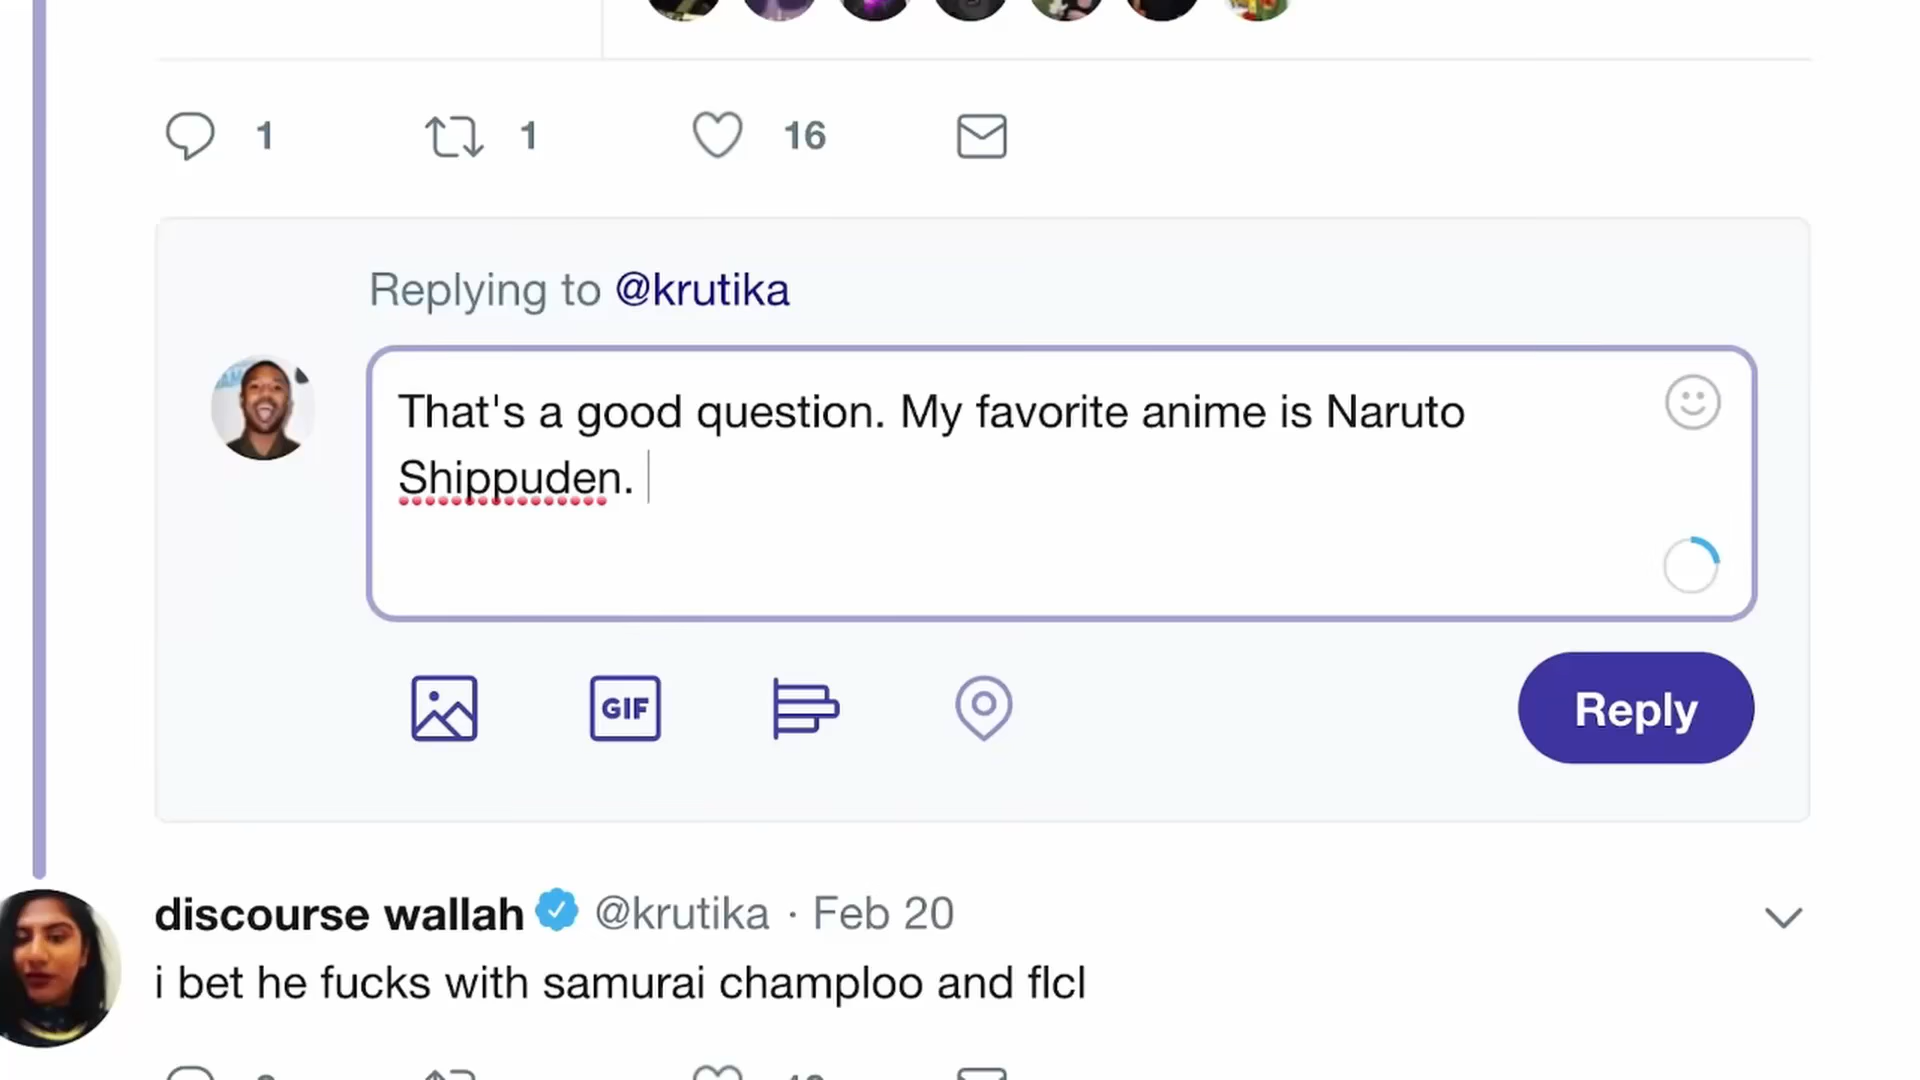 1 1 16
Replying to @krutika
That's a good question. My favorite anime is Naruto
Shippuden.
GIF
Reply
discourse wallah @krutika · Feb 20
i bet he fucks with samurai champloo and flcl